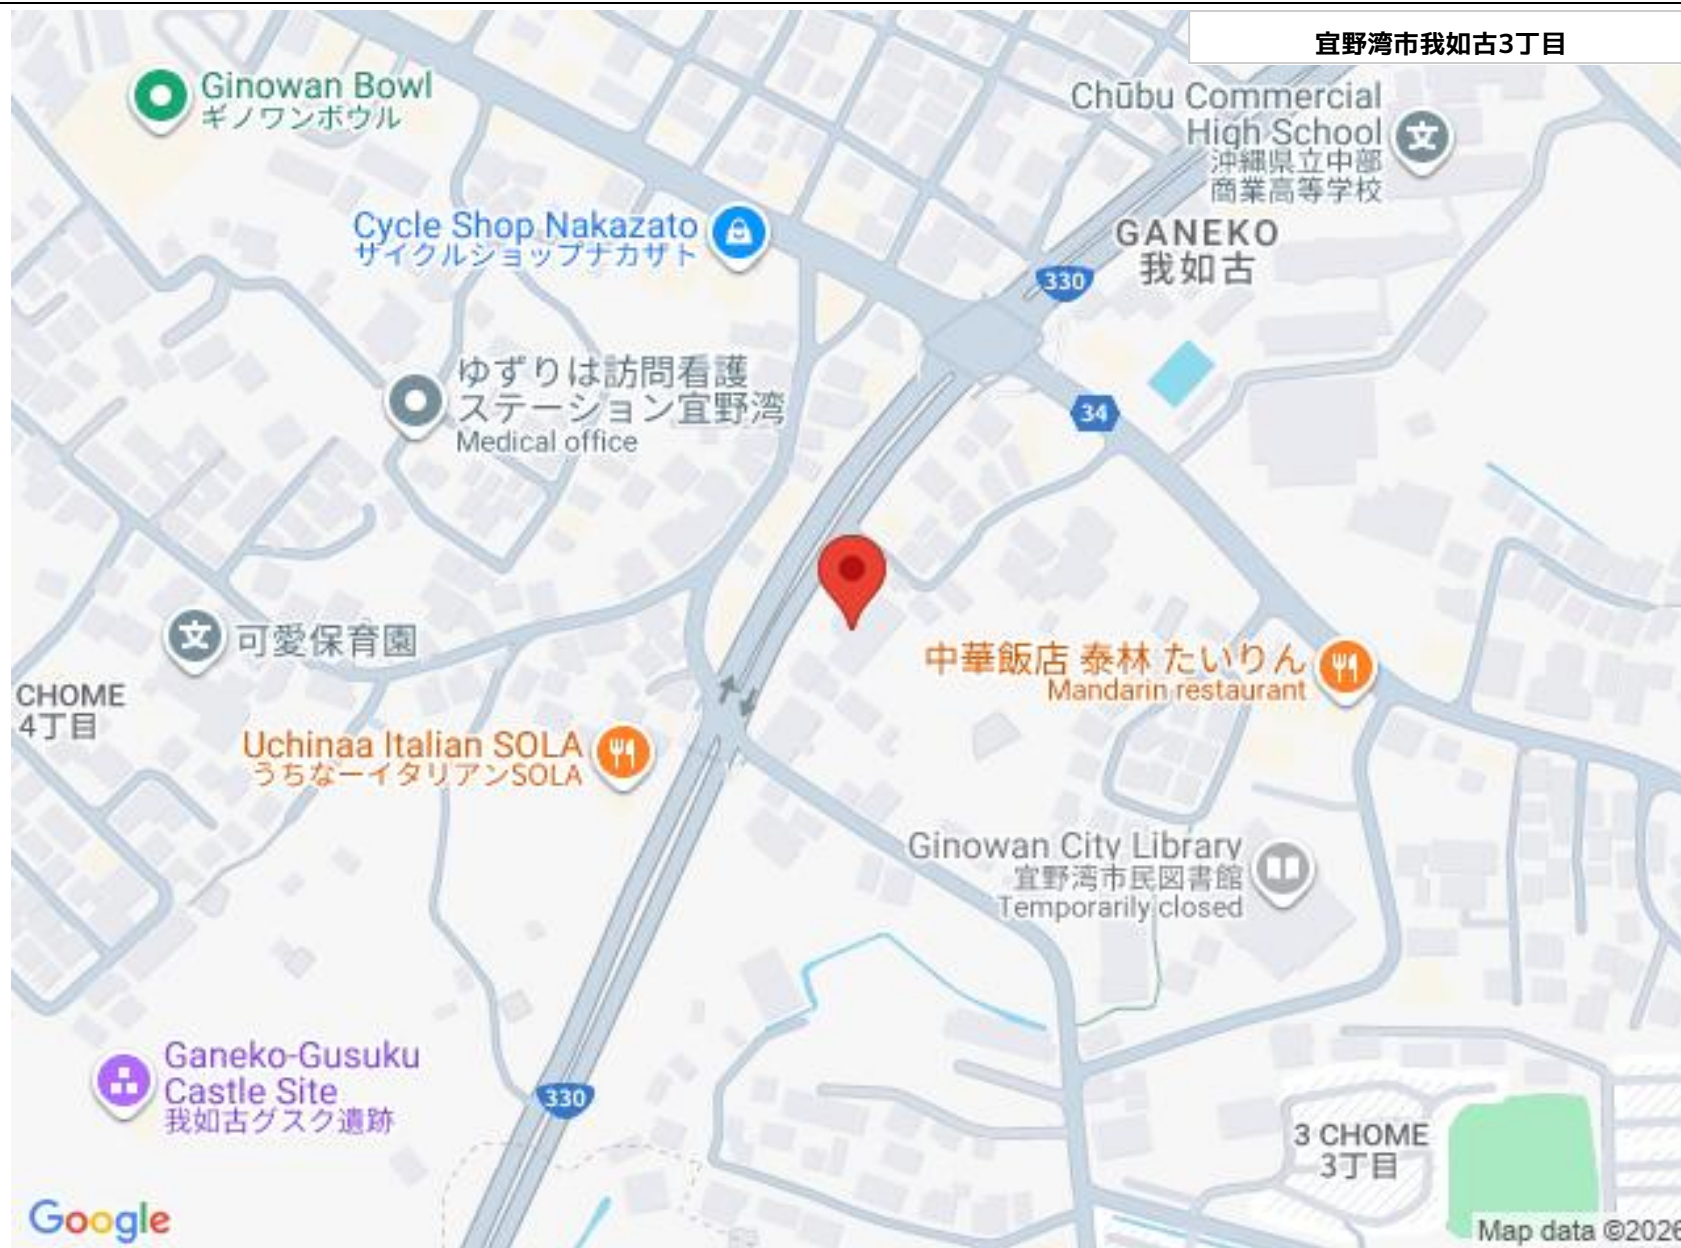 宜野湾市我如古3丁目
Ginowan Bowl
ギノワンボウル
Chūbu Commercial
High School
沖縄県立中部
商業高等学校
Cycle Shop Nakazato
サイクルショップナカザト
GANEKO
我如古
330
ゆずりは訪問看護
ステーション宜野湾
Medical office
34
可愛保育園
中華飯店 泰林 たいりん
Mandarin restaurant
CHOME
4丁目
Uchinaa Italian SOLA
うちなーイタリアンSOLA
Ginowan City Library
宜野湾市民図書館
Temporarily closed
Ganeko-Gusuku
Castle Site
我如古グスク遺跡
330
3 CHOME
3丁目
Google
Map data ©2026